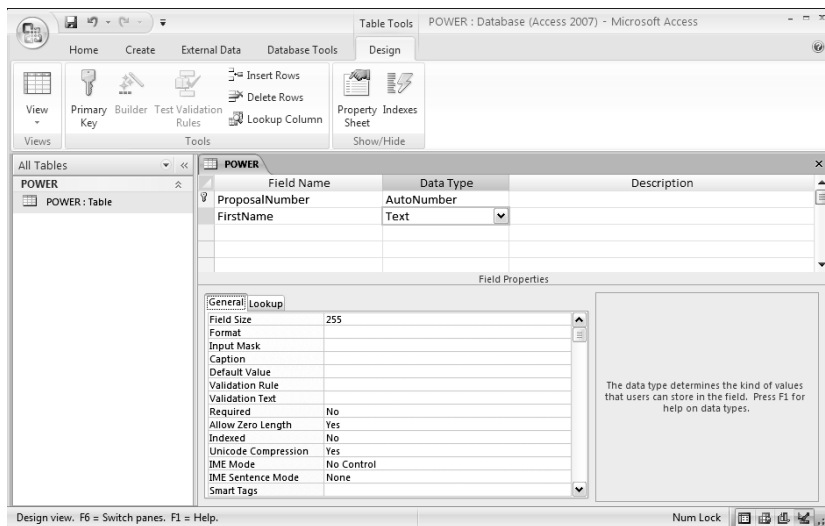 Table Tools POWER : Database (Access 2007) - Microsoft Access
Home Create External Data Database Tools Design
View
Primary Key
Builder
Test Validation Rules
Insert Rows
Delete Rows
Lookup Column
Property Sheet
Indexes
Views Tools Show/Hide
All Tables
POWER
POWER : Table
POWER
Field Name Data Type Description
ProposalNumber AutoNumber
FirstName Text
Field Properties
General Lookup
Field Size 255
Format
Input Mask
Caption
Default Value
Validation Rule
Validation Text
Required No
Allow Zero Length Yes
Indexed No
Unicode Compression Yes
IME Mode No Control
IME Sentence Mode None
Smart Tags
The data type determines the kind of values
that users can store in the field. Press F1 for
help on data types.
Design view. F6 = Switch panes. F1 = Help. Num Lock